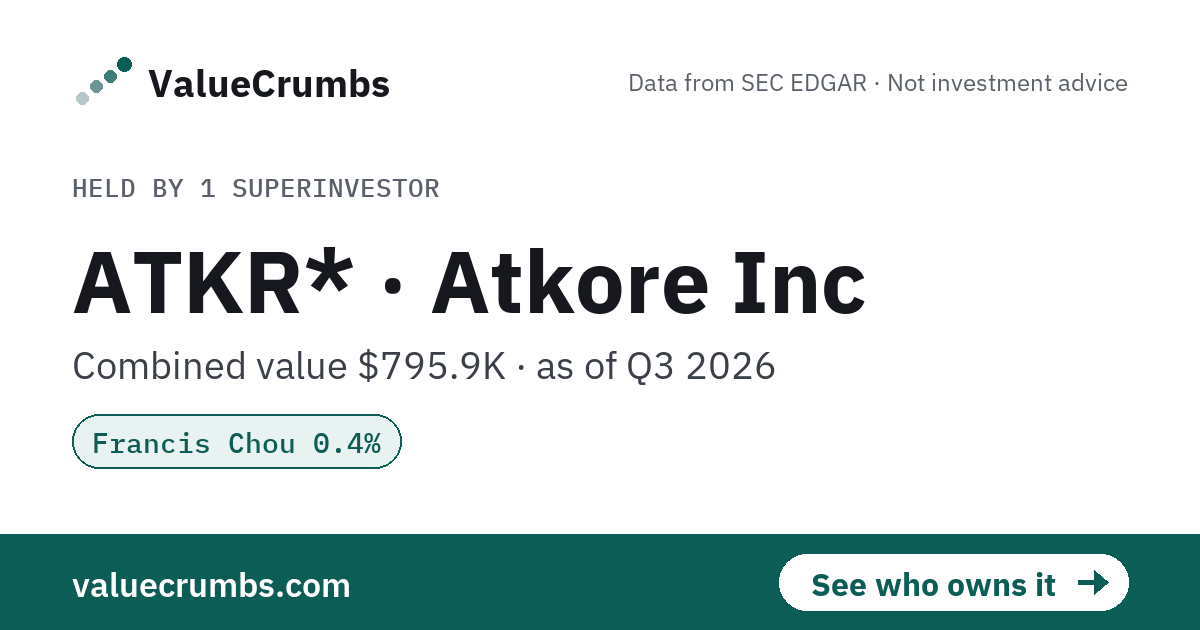 ValueCrumbs
Data from SEC EDGAR · Not investment advice
HELD BY 1 SUPERINVESTOR
ATKR* · Atkore Inc
Combined value $795.9K · as of Q3 2026
Francis Chou 0.4%
valuecrumbs.com
See who owns it →